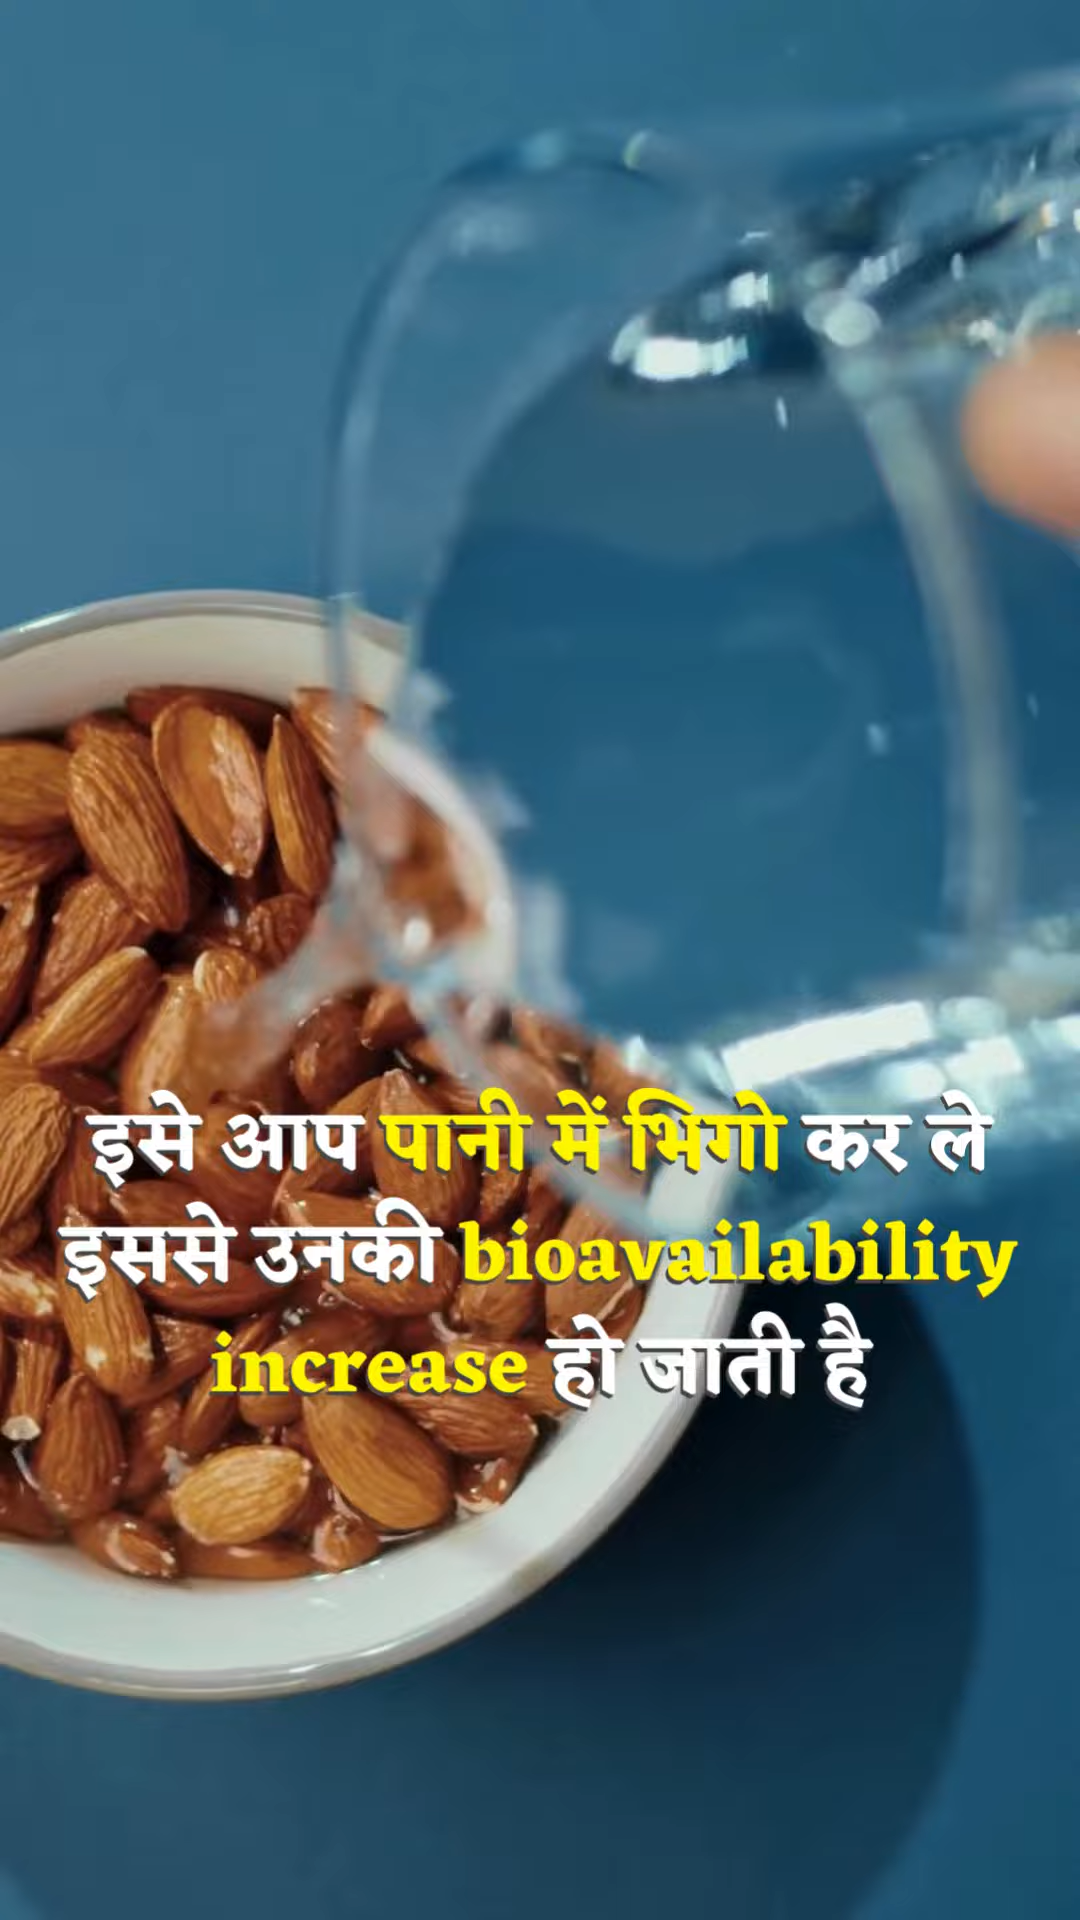 इसे आप पानी में भिगो कर ले
इससे उनकी bioavailability
increase हो जाती है